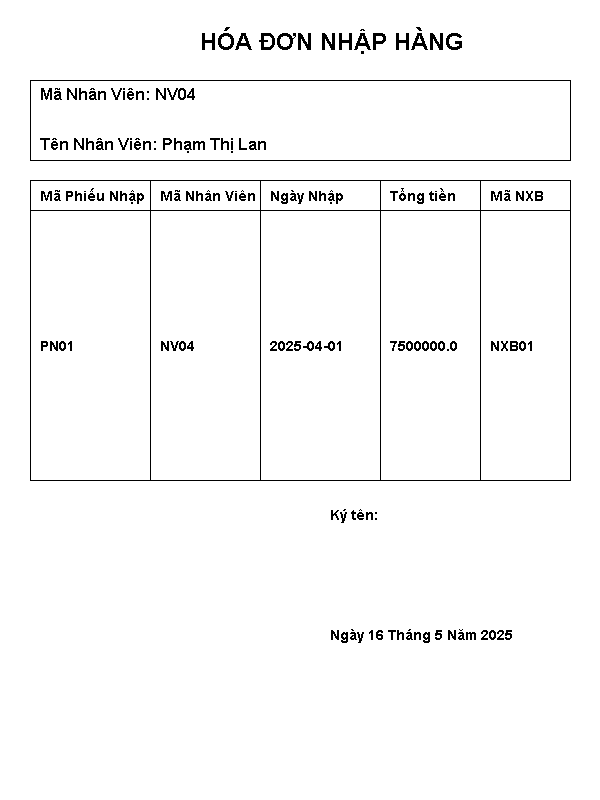 HÓA ĐƠN NHẬP HÀNG
Mã Nhân Viên: NV04
Tên Nhân Viên: Phạm Thị Lan
Mã Phiếu Nhập Mã Nhân Viên Ngày Nhập Tổng tiền Mã NXB
PN01 NV04 2025-04-01 7500000.0 NXB01
Ký tên:
Ngày 16 Tháng 5 Năm 2025